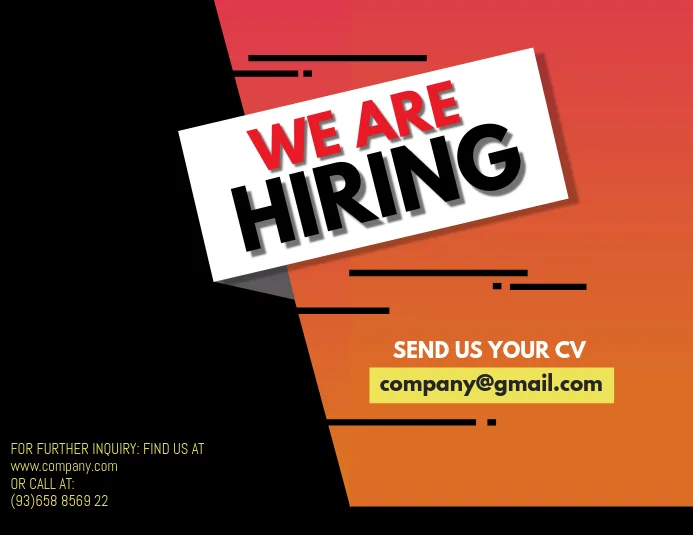 WE ARE
HIRING
SEND US YOUR CV
company@gmail.com
FOR FURTHER INQUIRY: FIND US AT
www.company.com
OR CALL AT:
(93)658 8569 22